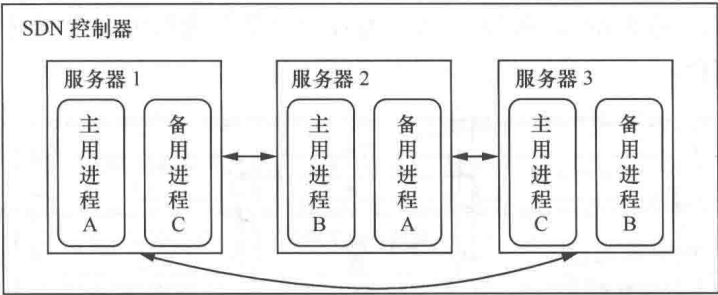 SDN 控制器
服务器 1
主用进程 A
备用进程 C
服务器 2
主用进程 B
备用进程 A
服务器 3
主用进程 C
备用进程 B